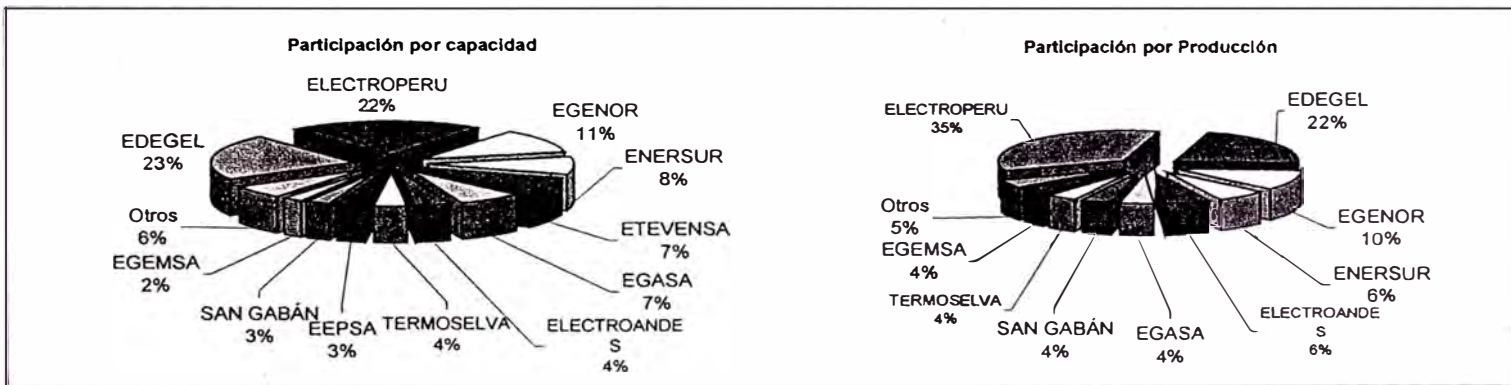 Participación por capacidad
ELECTROPERU
22%
EGENOR
11%
EDEGEL
23%
ENERSUR
8%
Otros
6%
ETEVENSA
7%
EGEMSA
2%
EGASA
7%
SAN GABÁN
3%
EEPSA
3%
TERMOSELVA
4%
ELECTROANDE
S
4%
Participación por Producción
ELECTROPERU
35%
EDEGEL
22%
Otros
5%
EGENOR
10%
EGEMSA
4%
ENERSUR
6%
TERMOSELVA
4%
SAN GABÁN
4%
EGASA
4%
ELECTROANDE
S
6%